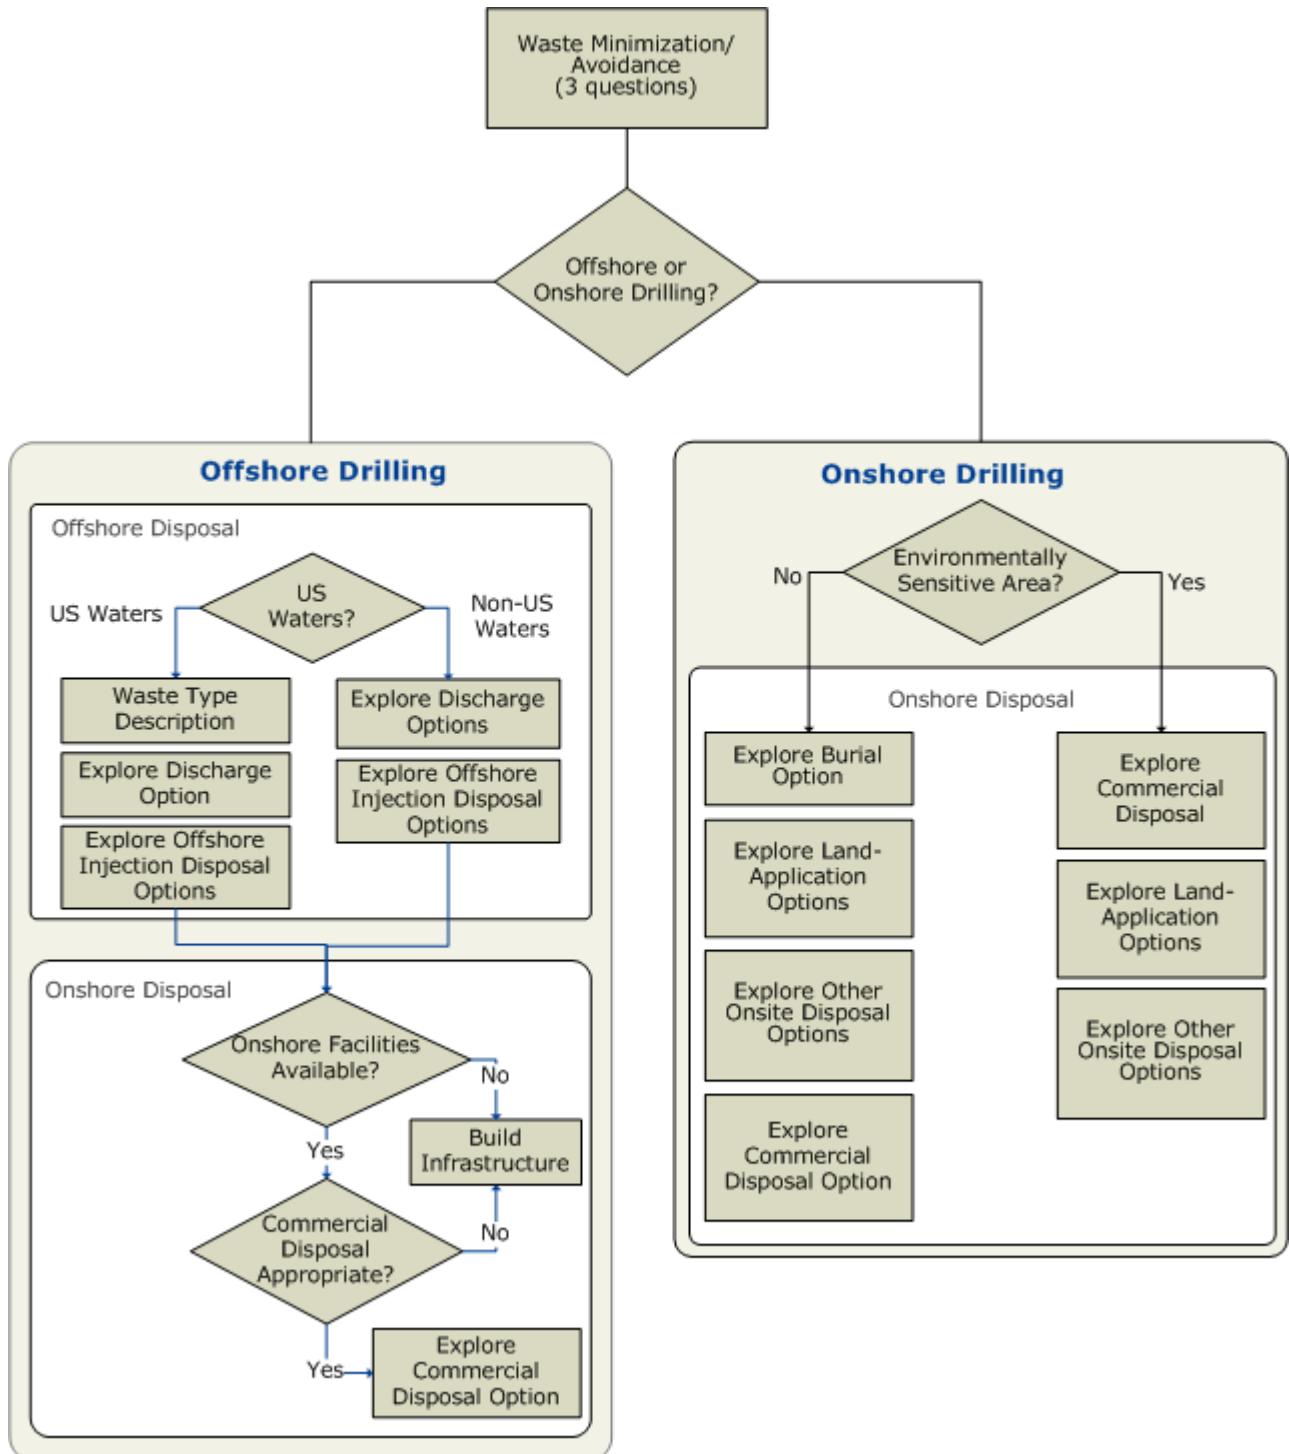 Waste Minimization/
Avoidance
(3 questions)
Offshore or
Onshore Drilling?
Offshore Drilling
Offshore Disposal
US
Waters?
US Waters
Non-US
Waters
Waste Type
Description
Explore Discharge
Option
Explore Offshore
Injection Disposal
Options
Explore Discharge
Options
Explore Offshore
Injection Disposal
Options
Onshore Disposal
Onshore Facilities
Available?
No
Yes
Build
Infrastructure
Commercial
Disposal
Appropriate?
No
Yes
Explore
Commercial
Disposal Option
Onshore Drilling
Environmentally
Sensitive Area?
No
Yes
Onshore Disposal
Explore Burial
Option
Explore Land-
Application
Options
Explore Other
Onsite Disposal
Options
Explore
Commercial
Disposal Option
Explore
Commercial
Disposal
Explore Land-
Application
Options
Explore Other
Onsite Disposal
Options